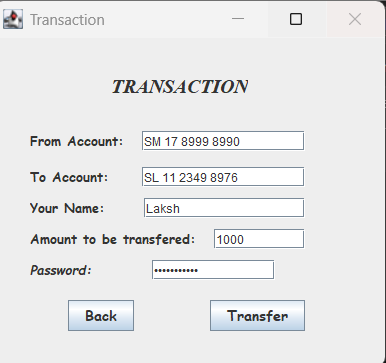 Transaction
TRANSACTION
From Account: SM 17 8999 8990
To Account: SL 11 2349 8976
Your Name: Laksh
Amount to be transfered: 1000
Password: •••••••••••
Back Transfer